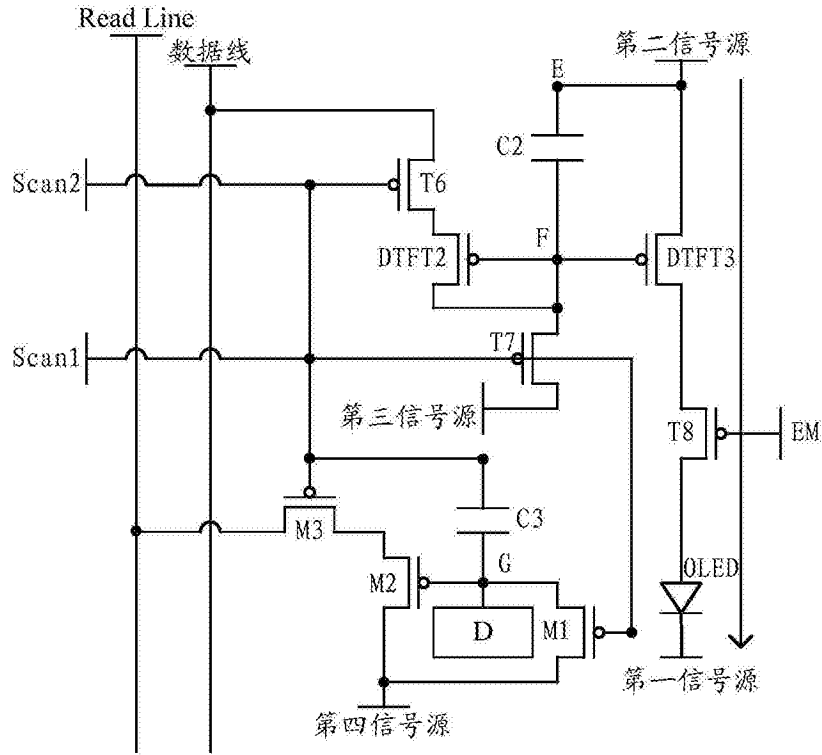 Read Line
数据线
第二信号源
E
C2
Scan2
T6
F
DTFT2
DTFT3
T7
Scan1
第三信号源
T8
EM
C3
M3
G
OLED
M2
D
M1
第一信号源
第四信号源